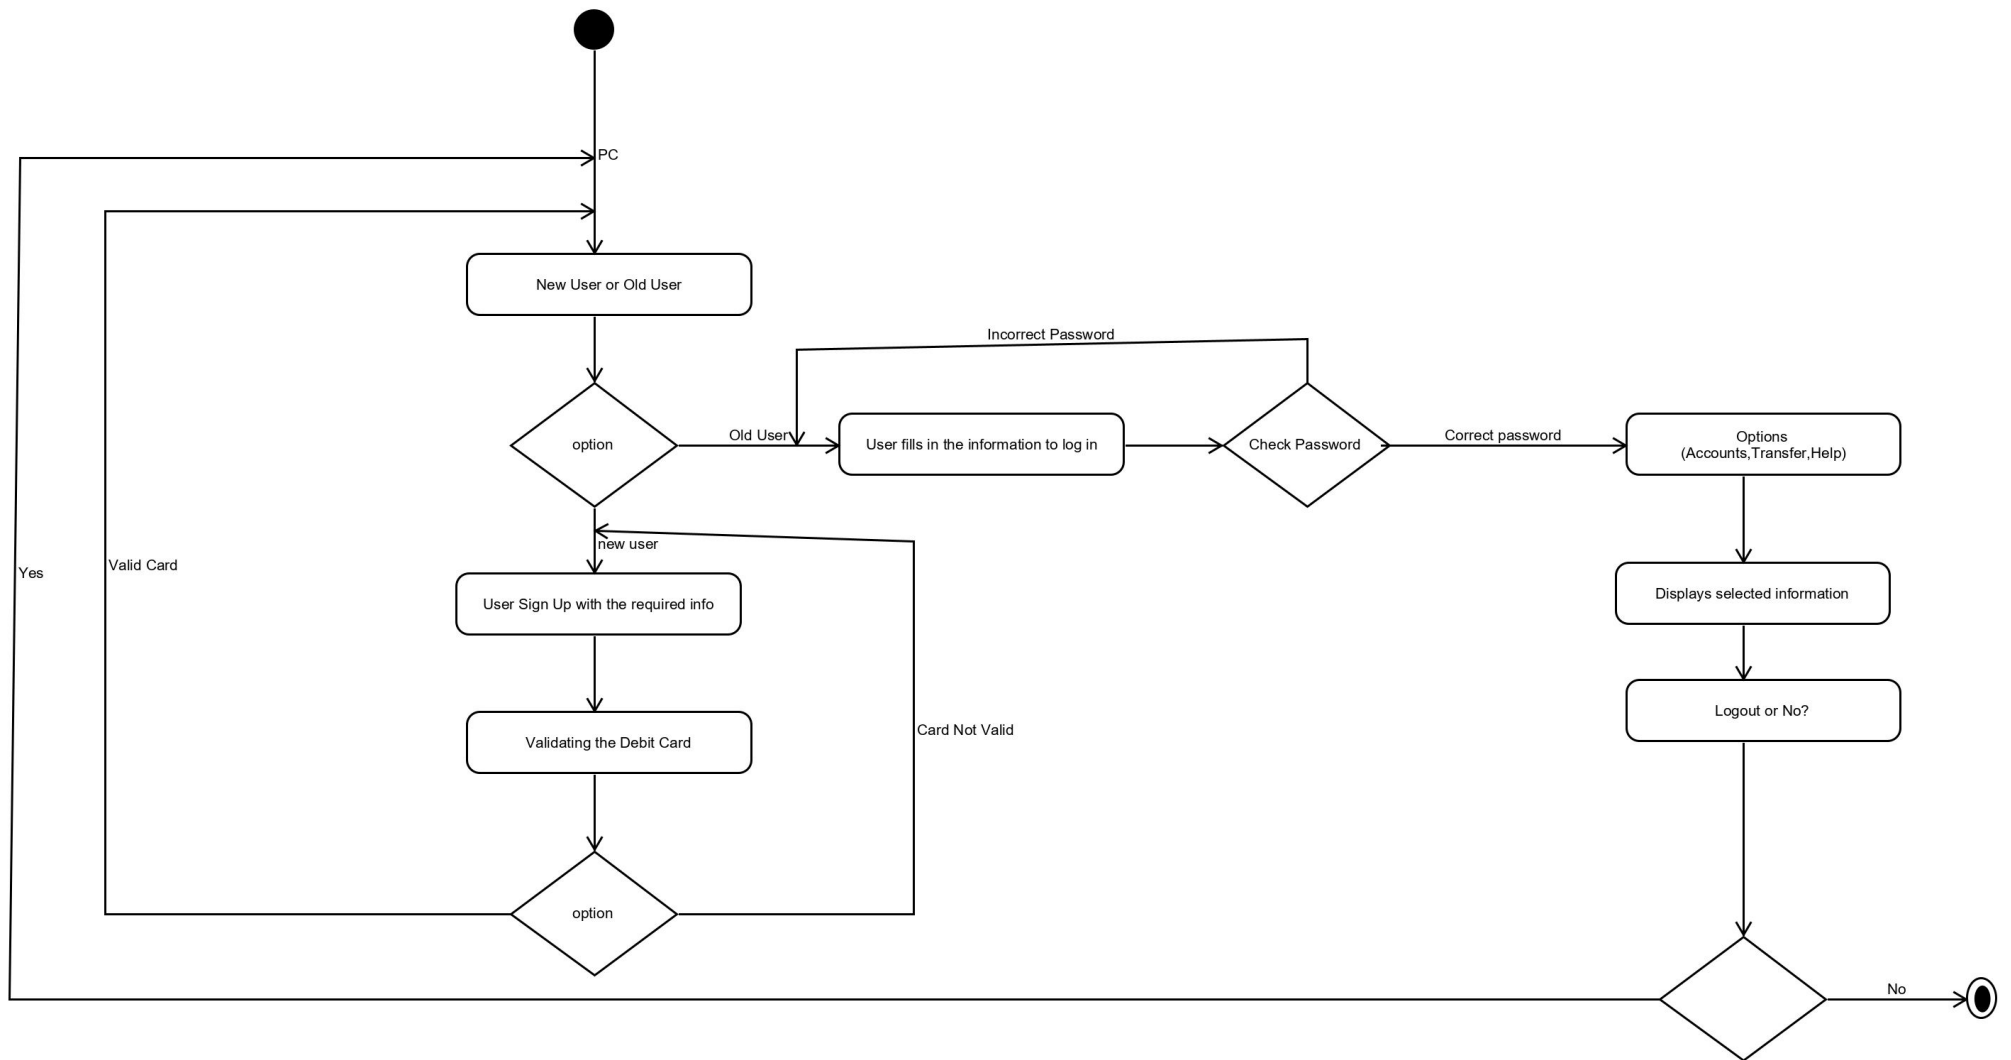 PC
New User or Old User
Incorrect Password
option
Old User
User fills in the information to log in
Check Password
Correct password
Options
(Accounts,Transfer,Help)
new user
Yes
Valid Card
User Sign Up with the required info
Displays selected information
Logout or No?
Card Not Valid
Validating the Debit Card
option
No